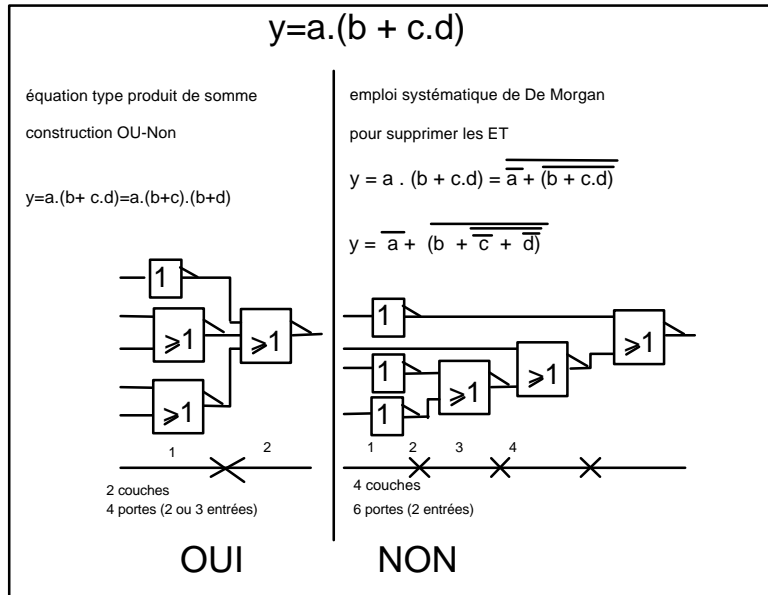 y=a.(b + c.d)
équation type produit de somme
construction OU-Non
y=a.(b+ c.d)=a.(b+c).(b+d)
1
≥1
≥1
≥1
1 2
2 couches
4 portes (2 ou 3 entrées)
OUI
emploi systématique de De Morgan
pour supprimer les ET
y = a . (b + c.d) = a + (b + c.d)
y = a + (b + c + d)
1
1
1
≥1
≥1
≥1
1 2 3 4
4 couches
6 portes (2 entrées)
NON